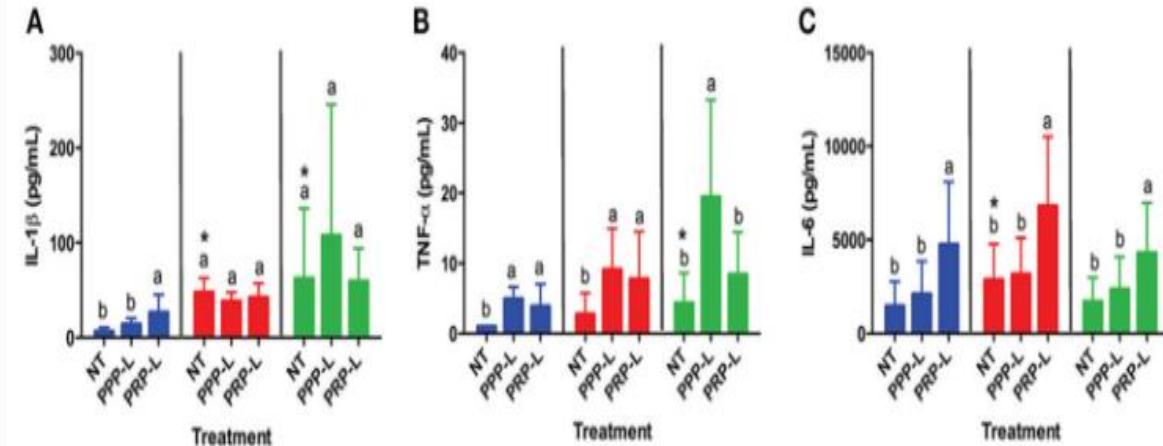 A
IL-1β (pg/mL)
300
200
100
0
b
b
a
*
a
a
a
*
a
a
a
NT
PPP-L
PRP-L
NT
PPP-L
PRP-L
NT
PPP-L
PRP-L
Treatment
B
TNF-α (pg/mL)
40
30
20
10
0
b
a
a
b
a
a
*
b
a
b
NT
PPP-L
PRP-L
NT
PPP-L
PRP-L
NT
PPP-L
PRP-L
Treatment
C
IL-6 (pg/mL)
15000
10000
5000
0
b
b
a
*
b
b
a
b
b
a
NT
PPP-L
PRP-L
NT
PPP-L
PRP-L
NT
PPP-L
PRP-L
Treatment